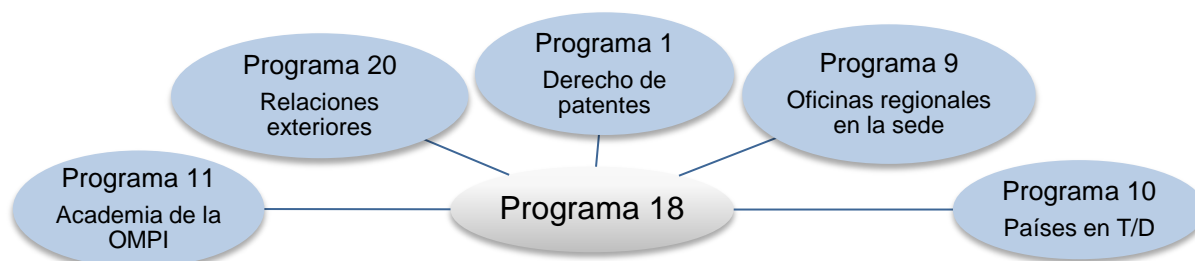 Programa 1
Derecho de
patentes
Programa 20
Relaciones
exteriores
Programa 9
Oficinas regionales
en la sede
Programa 11
Academia de la
OMPI
Programa 18
Programa 10
Países en T/D